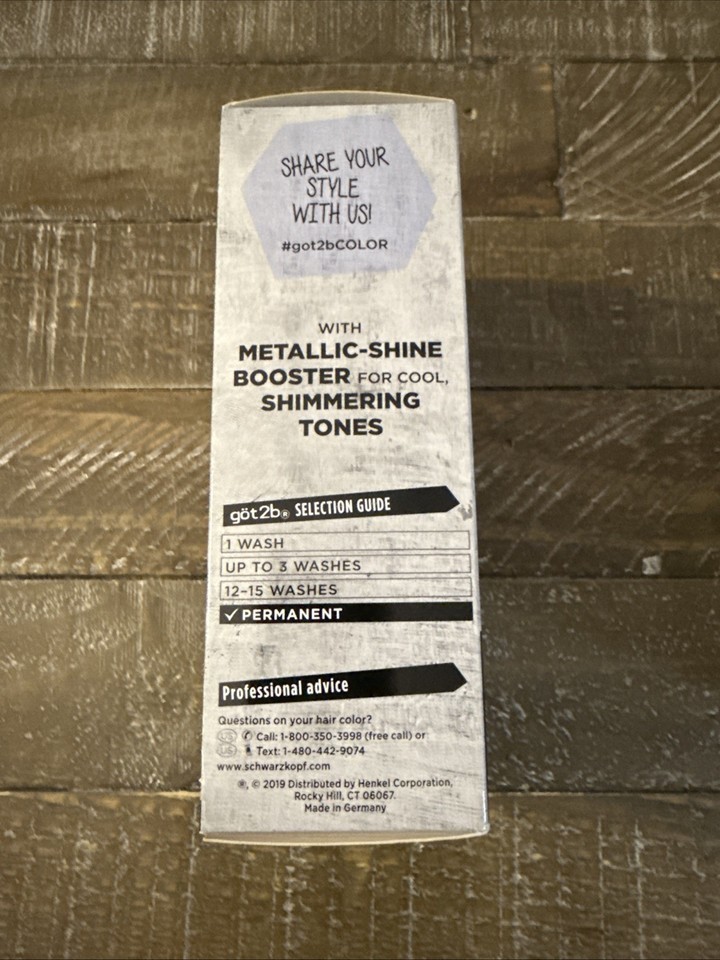 SHARE YOUR
STYLE
WITH US!
#got2bCOLOR
WITH
METALLIC-SHINE
BOOSTER FOR COOL,
SHIMMERING
TONES
göt2b® SELECTION GUIDE
1 WASH
UP TO 3 WASHES
12-15 WASHES
✓ PERMANENT
Professional advice
Questions on your hair color?
US Call: 1-800-350-3998 (free call) or
US Text: 1-480-442-9074
www.schwarzkopf.com
®, © 2019 Distributed by Henkel Corporation,
Rocky Hill, CT 06067.
Made in Germany